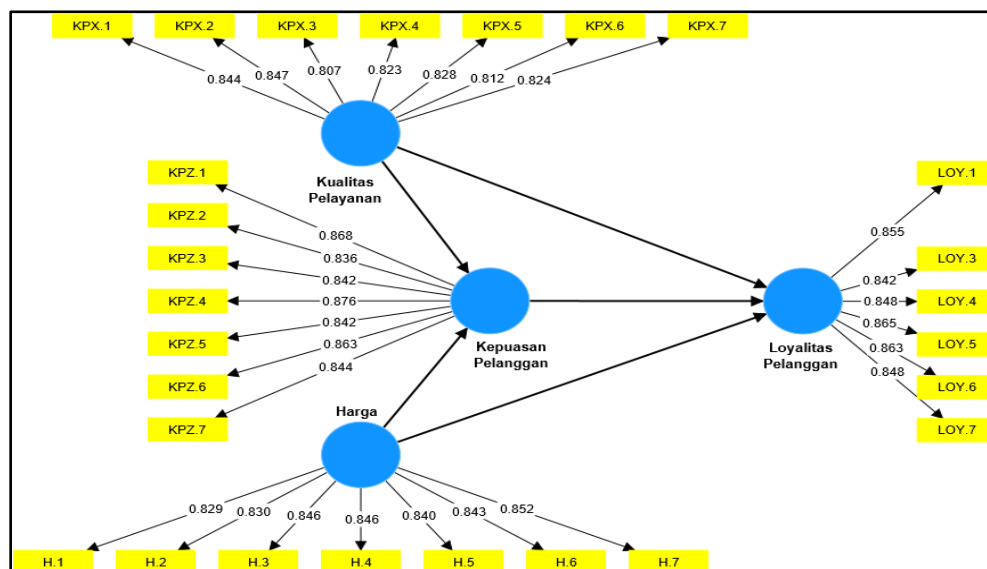 KPX.1 KPX.2 KPX.3 KPX.4 KPX.5 KPX.6 KPX.7
0.844 0.847 0.807 0.823 0.828 0.812 0.824
Kualitas
Pelayanan
KPZ.1
KPZ.2
KPZ.3
KPZ.4
KPZ.5
KPZ.6
KPZ.7
0.868
0.836
0.842
0.876
0.842
0.863
0.844
Kepuasan
Pelanggan
LOY.1
LOY.3
LOY.4
LOY.5
LOY.6
LOY.7
0.855
0.842
0.848
0.865
0.863
0.848
Loyalitas
Pelanggan
Harga
0.829 0.830 0.846 0.846 0.840 0.843 0.852
H.1 H.2 H.3 H.4 H.5 H.6 H.7